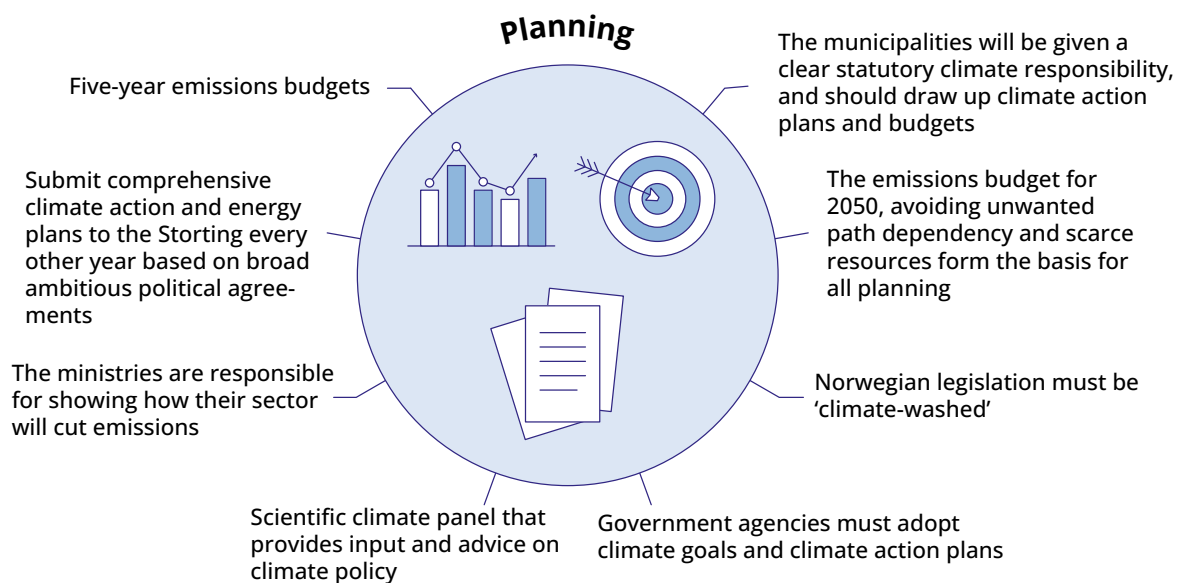 Planning
Five-year emissions budgets
Submit comprehensive
climate action and energy
plans to the Storting every
other year based on broad
ambitious political agree-
ments
The ministries are responsible
for showing how their sector
will cut emissions
Scientific climate panel that
provides input and advice on
climate policy
The municipalities will be given a
clear statutory climate responsibility,
and should draw up climate action
plans and budgets
The emissions budget for
2050, avoiding unwanted
path dependency and scarce
resources form the basis for
all planning
Norwegian legislation must be
‘climate-washed’
Government agencies must adopt
climate goals and climate action plans